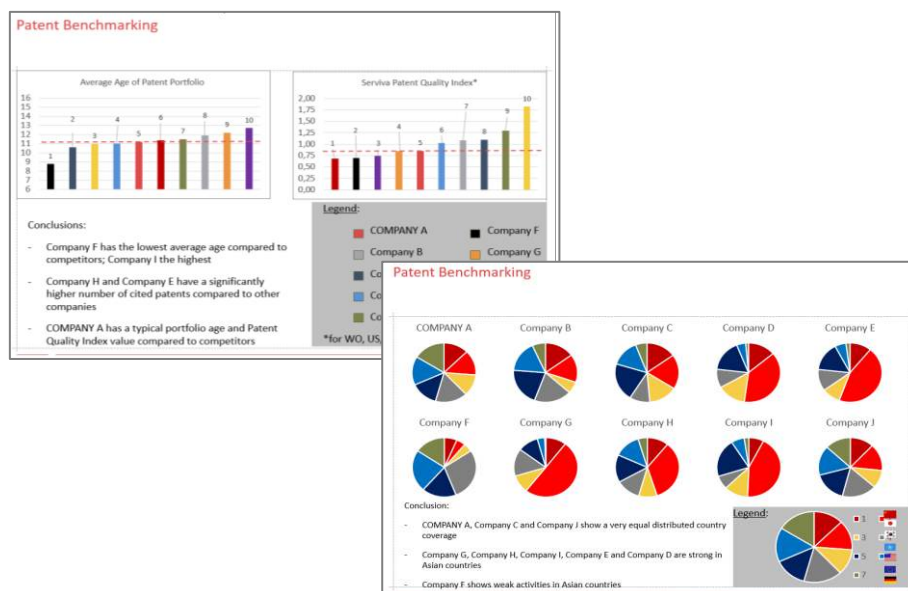 Patent Benchmarking
Average Age of Patent Portfolio
16
15
14
13
12
11
10
9
8
7
6
1
2
3
4
5
6
7
8
9
10
Serviva Patent Quality Index*
2,00
1,75
1,50
1,25
1,00
0,75
0,50
0,25
0,00
1
2
3
4
5
6
7
8
9
10
Conclusions:
- Company F has the lowest average age compared to
competitors; Company I the highest
- Company H and Company E have a significantly
higher number of cited patents compared to other
companies
- COMPANY A has a typical portfolio age and Patent
Quality Index value compared to competitors
Legend:
COMPANY A
Company F
Company B
Company G
Co
Co
Co
*for WO, US,
Patent Benchmarking
COMPANY A
Company B
Company C
Company D
Company E
Company F
Company G
Company H
Company I
Company J
Conclusion:
- COMPANY A, Company C and Company J show a very equal distributed country
coverage
- Company G, Company H, Company I, Company E and Company D are strong in
Asian countries
- Company F shows weak activities in Asian countries
Legend:
1
3
5
7